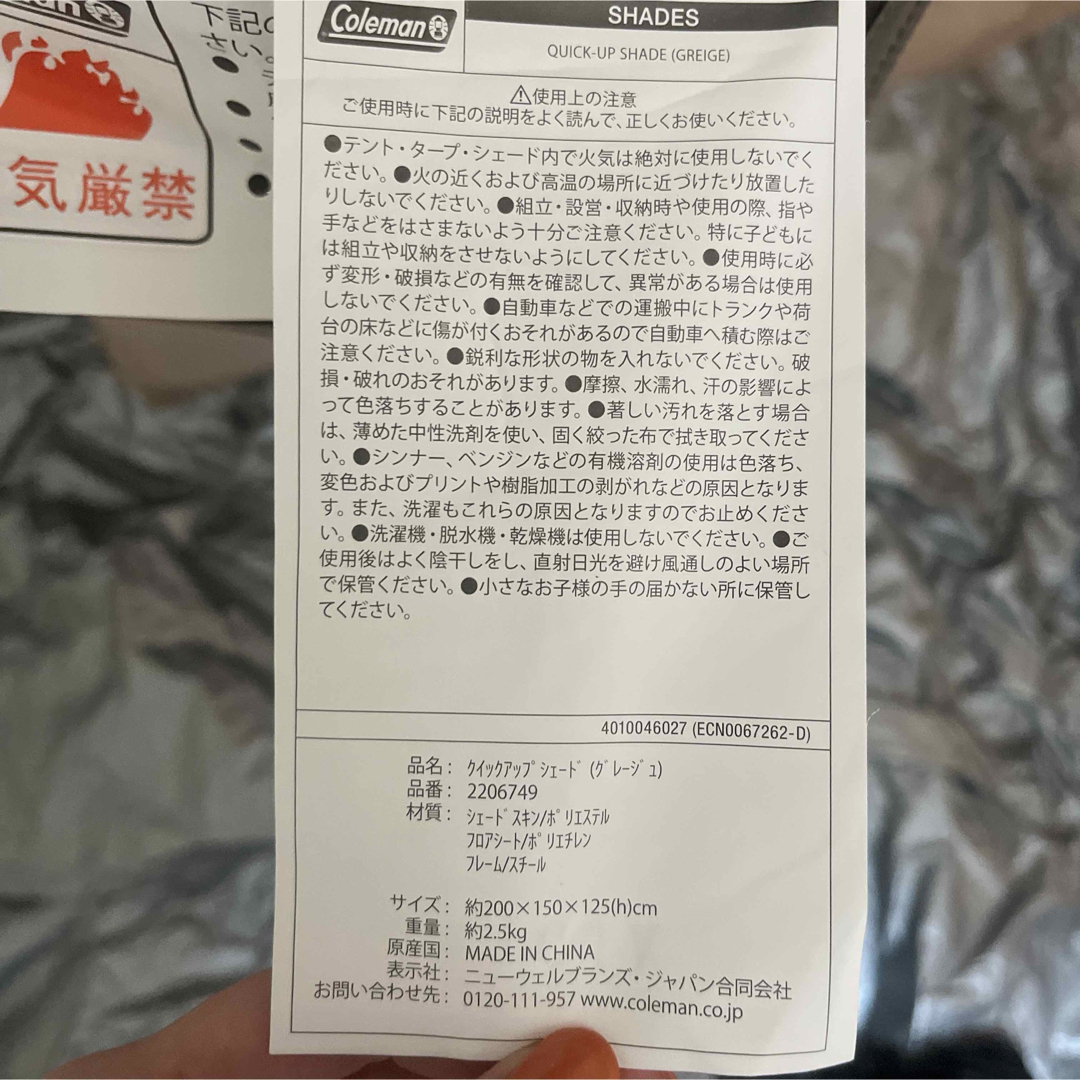 Coleman
SHADES
QUICK-UP SHADE (GREIGE)
⚠使用上の注意
ご使用時に下記の説明をよく読んで、正しくお使いください。
●テント・タープ・シェード内で火気は絶対に使用しないでく
ださい。●火の近くおよび高温の場所に近づけたり放置した
りしないでください。●組立・設営・収納時や使用の際、指や
手などをはさまないよう十分ご注意ください。特に子どもに
は組立や収納をさせないようにしてください。●使用時に必
ず変形・破損などの有無を確認して、異常がある場合は使用
しないでください。●自動車などでの運搬中にトランクや荷
台の床などに傷が付くおそれがあるので自動車へ積む際はご
注意ください。●鋭利な形状の物を入れないでください。破
損・破れのおそれがあります。●摩擦、水濡れ、汗の影響によ
って色落ちすることがあります。●著しい汚れを落とす場合
は、薄めた中性洗剤を使い、固く絞った布で拭き取ってくださ
い。●シンナー、ベンジンなどの有機溶剤の使用は色落ち、
変色およびプリントや樹脂加工の剥がれなどの原因となりま
す。また、洗濯もこれらの原因となりますのでお止めくださ
い。●洗濯機・脱水機・乾燥機は使用しないでください。●ご
使用後はよく陰干しをし、直射日光を避け風通しのよい場所
で保管ください。●小さなお子様の手の届かない所に保管し
てください。
4010046027 (ECN0067262-D)
品名： ｸｲｯｸｱｯﾌﾟｼｪｰﾄﾞ (ｸﾞﾚｰｼﾞｭ)
品番： 2206749
材質： ｼｪｰﾄﾞｽｷﾝ/ﾎﾟﾘｴｽﾃﾙ
ﾌﾛｱｼｰﾄ/ﾎﾟﾘｴﾁﾚﾝ
ﾌﾚｰﾑ/ｽﾁｰﾙ
サイズ： 約200×150×125(h)cm
重量： 約2.5kg
原産国： MADE IN CHINA
表示社： ニューウェルブランズ・ジャパン合同会社
お問い合わせ先： 0120-111-957 www.coleman.co.jp
気厳禁
下記の